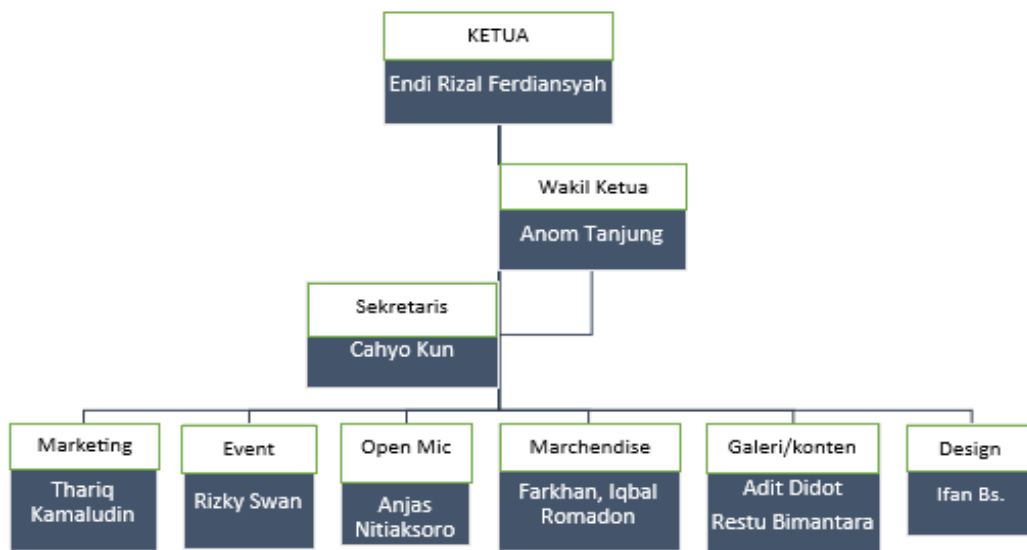 KETUA
Endi Rizal Ferdiansyah
Wakil Ketua
Anom Tanjung
Sekretaris
Cahyo Kun
Marketing
Thariq
Kamaludin
Event
Rizky Swan
Open Mic
Anjas
Nitiaksoro
Marchendise
Farkhan, Iqbal
Romadon
Galeri/konten
Adit Didot
Restu Bimantara
Design
Ifan Bs.